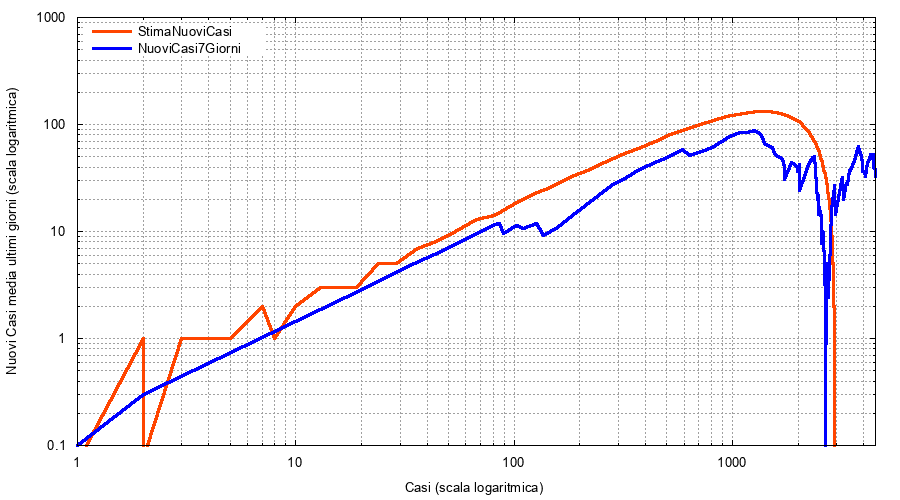 1000
100
10
1
0.1
StimaNuoviCasi
NuoviCasi7Giorni
Nuovi Casi media ultimi giorni (scala logaritmica)
1 10 100 1000
Casi (scala logaritmica)